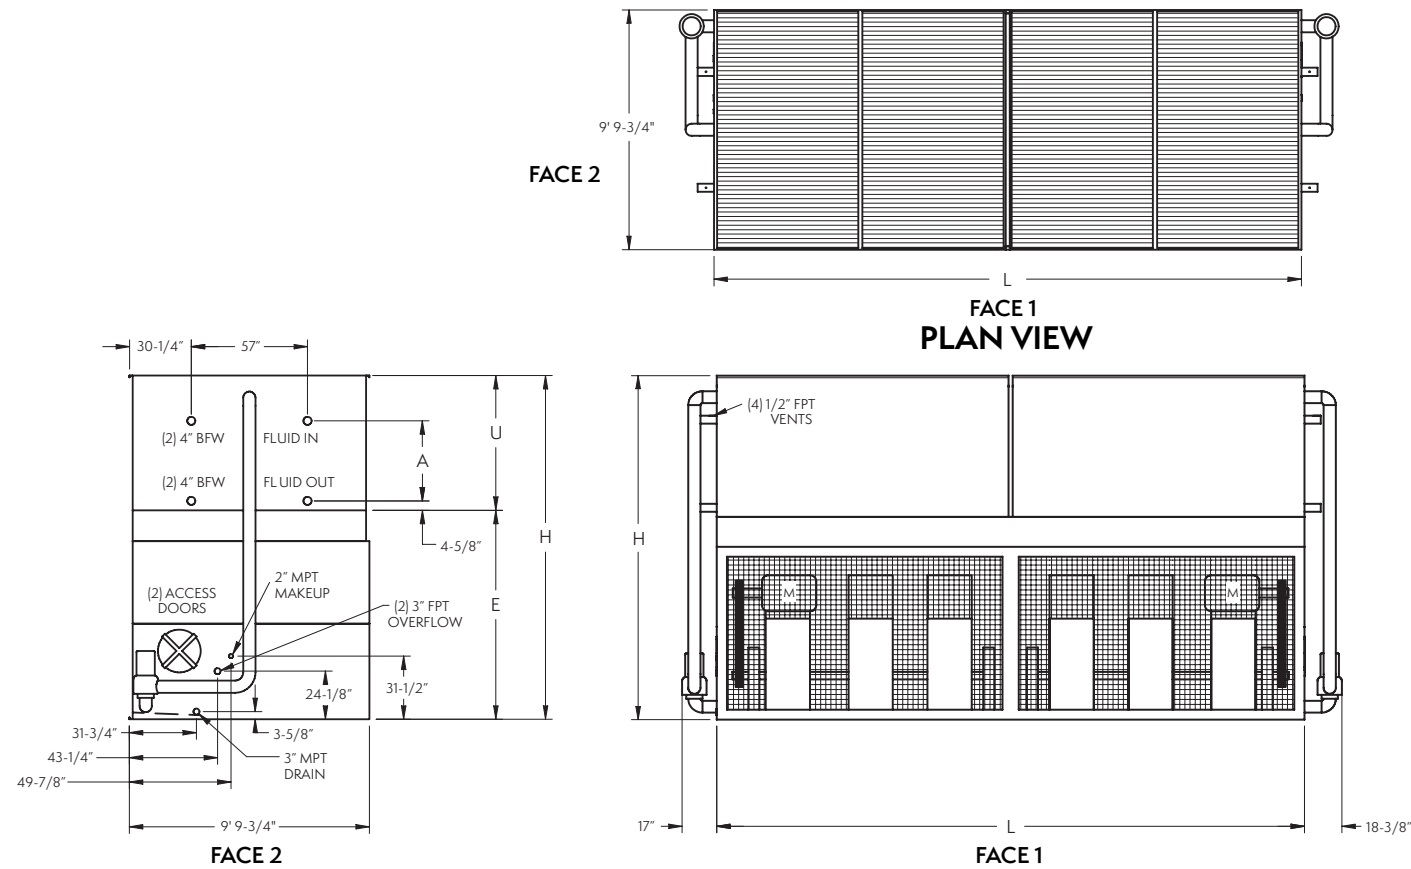 9' 9-3/4"
FACE 2
L
FACE 1
PLAN VIEW
30-1/4”
57”
(2) 4” BFW
FLUID IN
(2) 4” BFW
FLUID OUT
A
U
H
4-5/8”
(2) ACCESS
DOORS
2” MPT
MAKEUP
(2) 3” FPT
OVERFLOW
E
24-1/8”
31-1/2”
31-3/4”
3-5/8”
43-1/4”
3” MPT
DRAIN
49-7/8”
9' 9-3/4"
FACE 2
(4) 1/2” FPT
VENTS
H
M
M
17”
L
18-3/8”
FACE 1